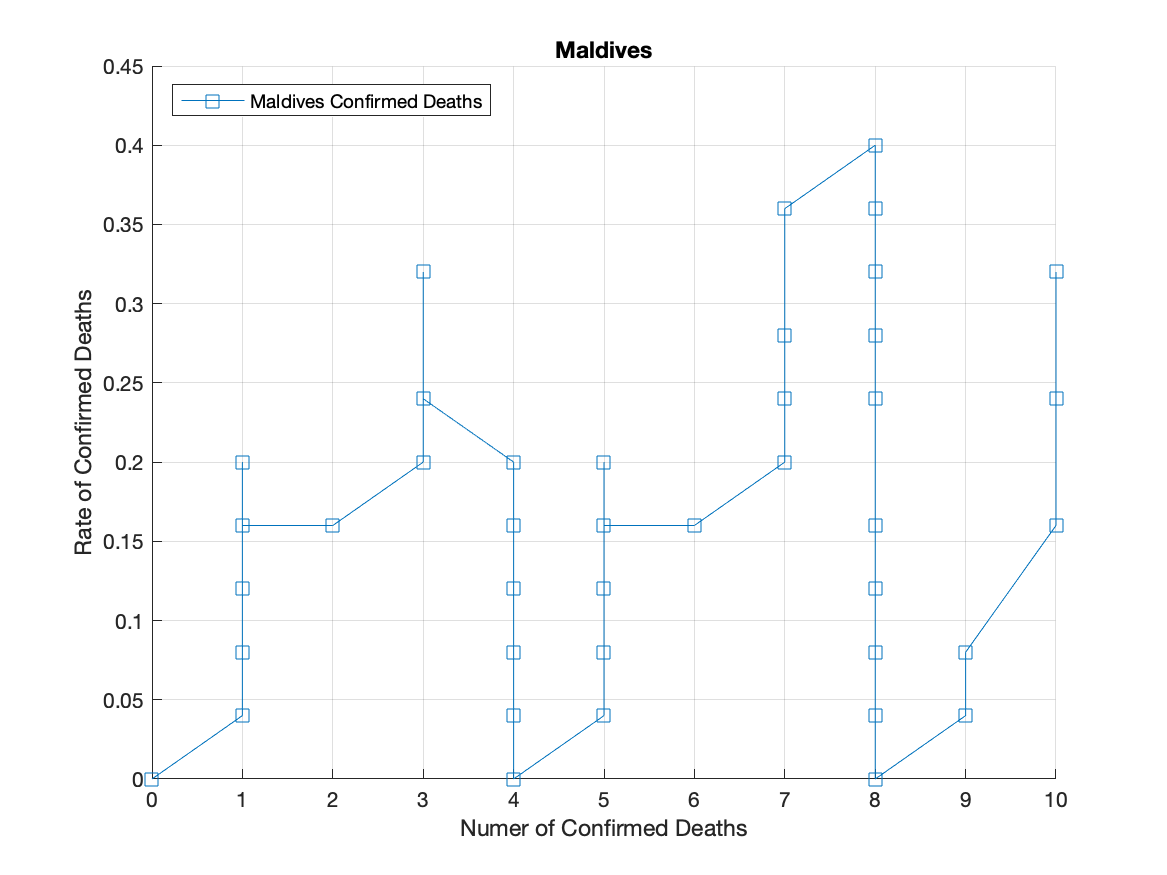 Maldives
0.45
Maldives Confirmed Deaths
0.4
0.35
0.3
0.25
0.2
0.15
0.1
0.05
0
Rate of Confirmed Deaths
0 1 2 3 4 5 6 7 8 9 10
Numer of Confirmed Deaths